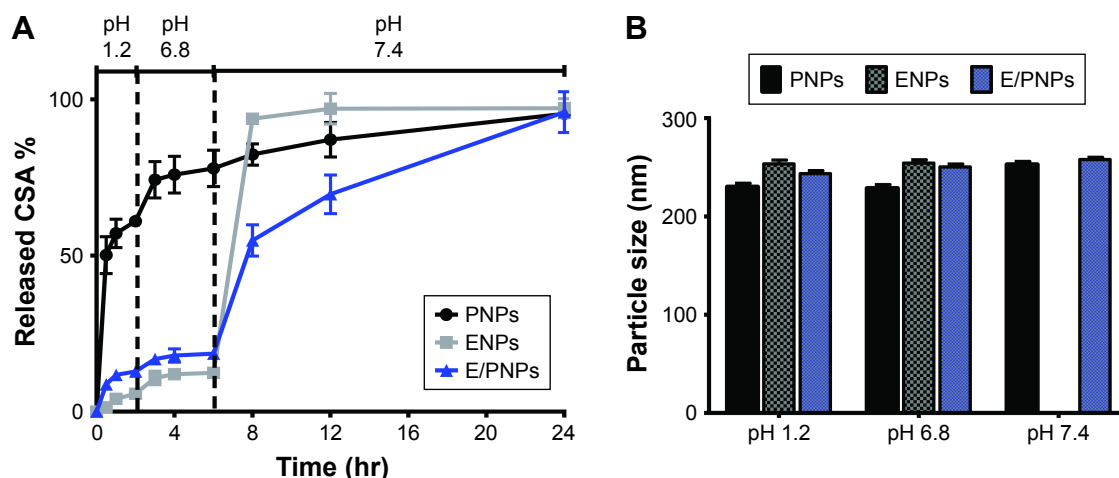 A
pH
1.2
pH
6.8
pH
7.4
Released CSA %
100
50
0
PNPs
ENPs
E/PNPs
0 4 8 12 16 20 24
Time (hr)
B
PNPs ENPs E/PNPs
Particle size (nm)
300
200
100
0
pH 1.2 pH 6.8 pH 7.4